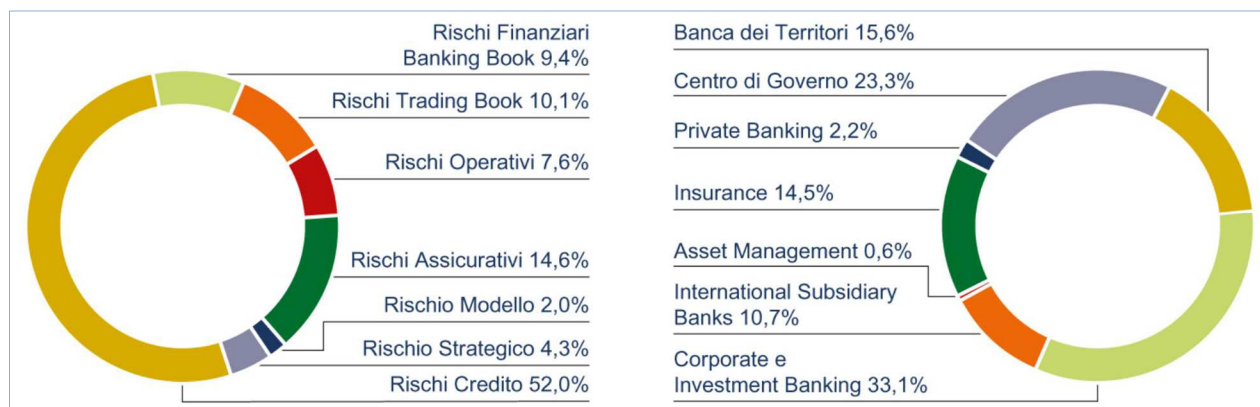 Rischi Finanziari
Banking Book 9,4%
Rischi Trading Book 10,1%
Rischi Operativi 7,6%
Rischi Assicurativi 14,6%
Rischio Modello 2,0%
Rischio Strategico 4,3%
Rischi Credito 52,0%
Banca dei Territori 15,6%
Centro di Governo 23,3%
Private Banking 2,2%
Insurance 14,5%
Asset Management 0,6%
International Subsidiary
Banks 10,7%
Corporate e
Investment Banking 33,1%